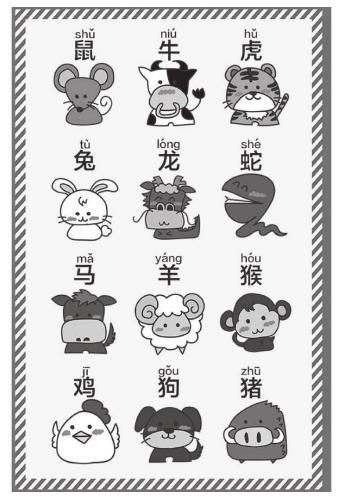 shǔ niú hǔ
鼠 牛 虎
tù lóng shé
兔 龙 蛇
mǎ yáng hóu
马 羊 猴
jī gǒu zhū
鸡 狗 猪